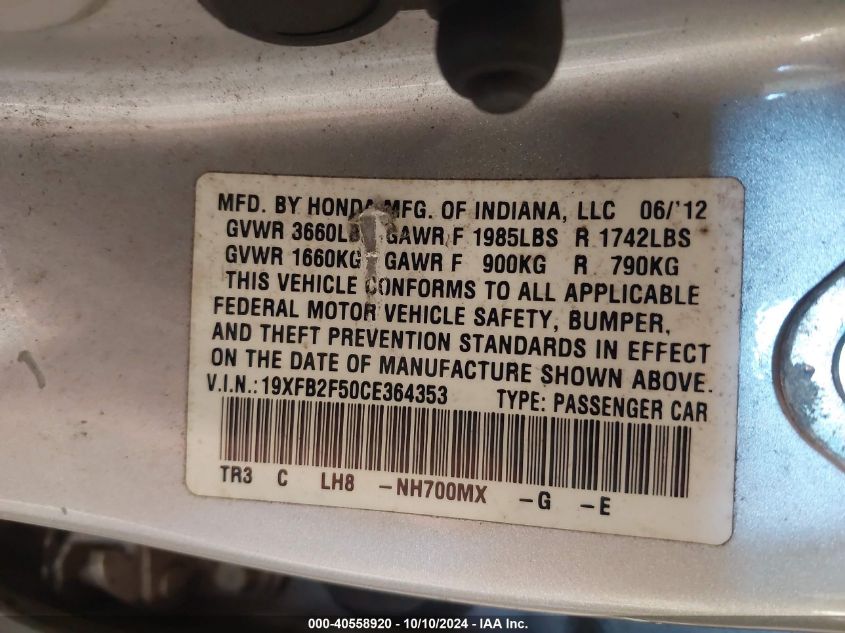 MFD. BY HONDA MFG. OF INDIANA, LLC 06/'12
GVWR 3660LBS GAWR F 1985LBS R 1742LBS
GVWR 1660KG GAWR F 900KG R 790KG
THIS VEHICLE CONFORMS TO ALL APPLICABLE
FEDERAL MOTOR VEHICLE SAFETY, BUMPER,
AND THEFT PREVENTION STANDARDS IN EFFECT
ON THE DATE OF MANUFACTURE SHOWN ABOVE.
V.I.N.: 19XFB2F50CE364353 TYPE: PASSENGER CAR
TR3 C LH8 -NH700MX -G -E
000-40558920 - 10/10/2024 - IAA Inc.